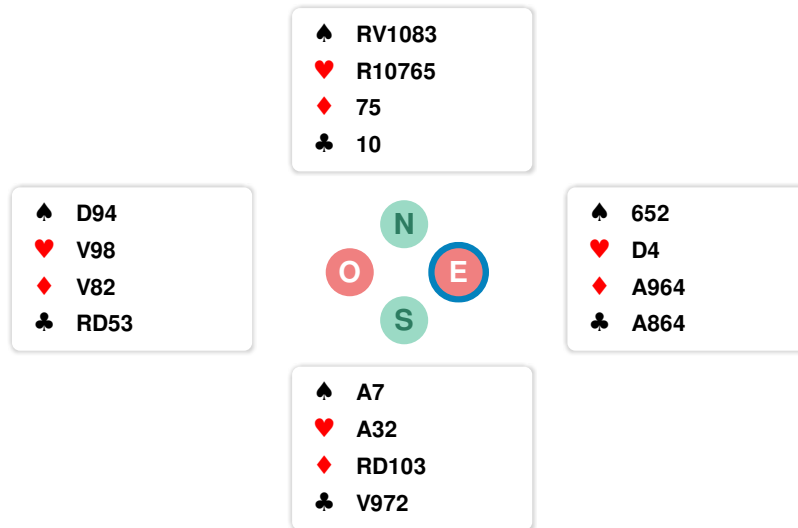 ♠ RV1083
♥ R10765
♦ 75
♣ 10
♠ D94
♥ V98
♦ V82
♣ RD53
N
O
E
S
♠ 652
♥ D4
♦ A964
♣ A864
♠ A7
♥ A32
♦ RD103
♣ V972